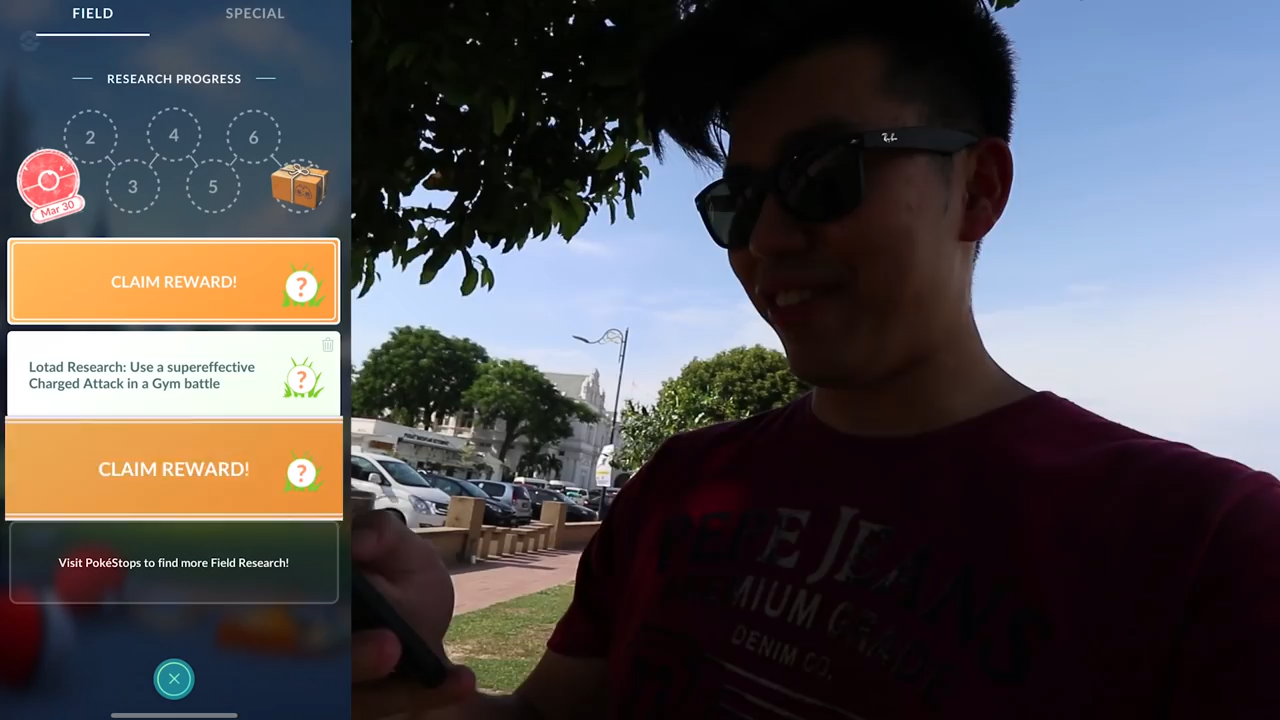 FIELD
SPECIAL
RESEARCH PROGRESS
2
4
6
3
5
Mar 30
CLAIM REWARD!
?
Lotad Research: Use a supereffective
Charged Attack in a Gym battle
?
CLAIM REWARD!
?
Visit PokéStops to find more Field Research!
Ray-Ban
PEPE JEANS
PREMIUM GRADE
DENIM CO.